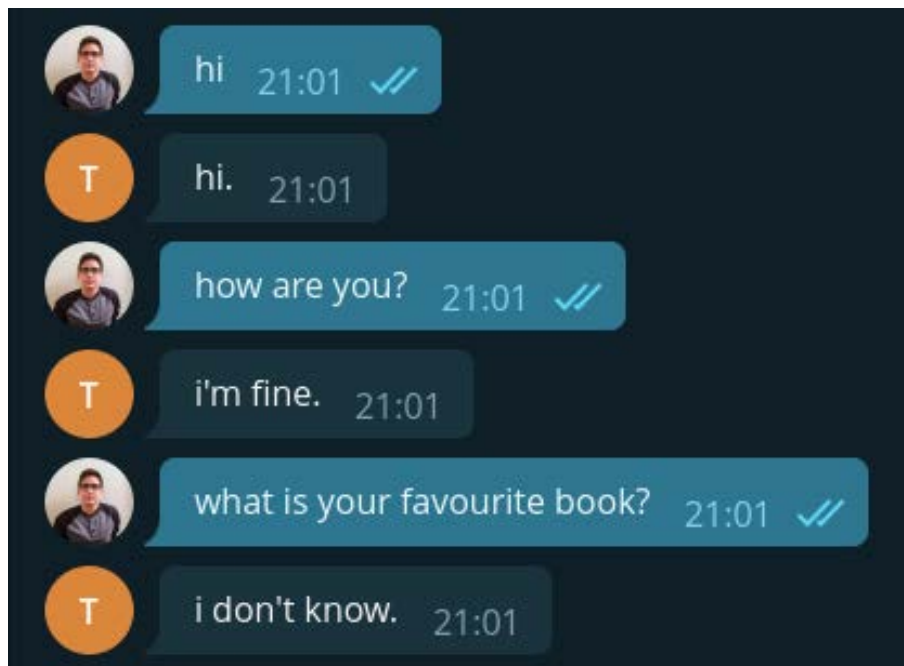 hi 21:01
T hi. 21:01
how are you? 21:01
T i'm fine. 21:01
what is your favourite book? 21:01
T i don't know. 21:01